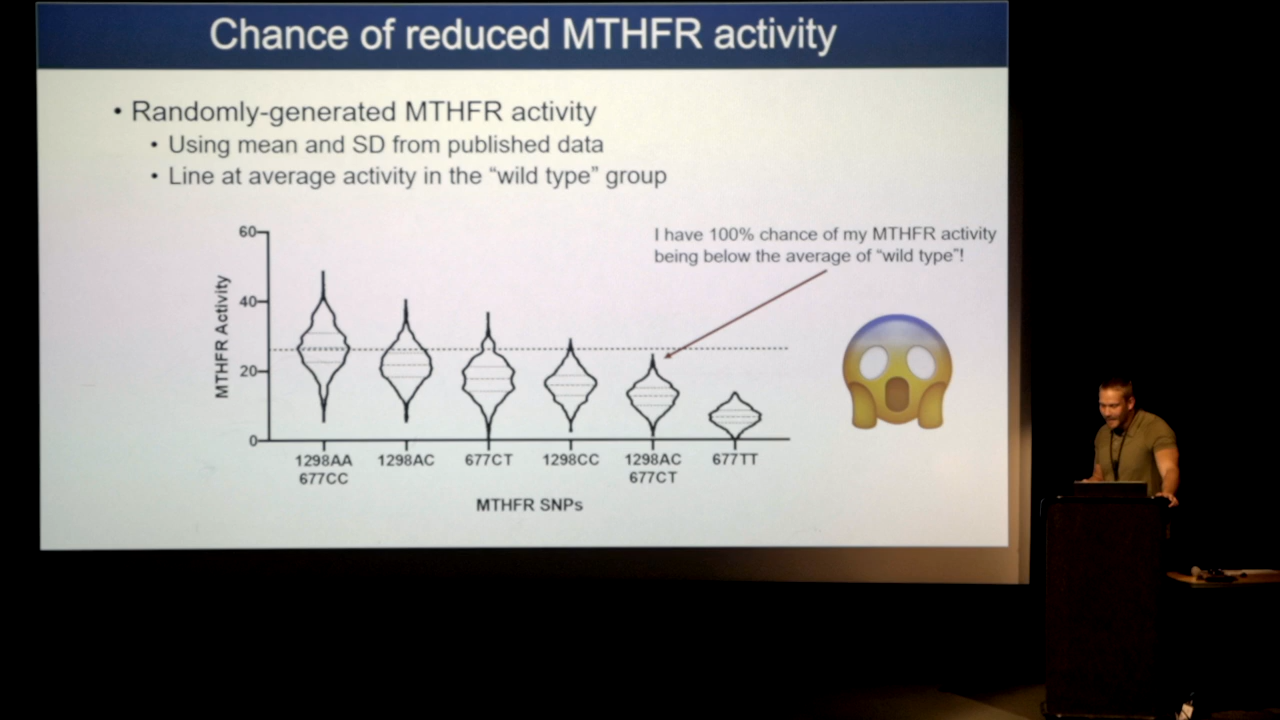 Chance of reduced MTHFR activity
• Randomly-generated MTHFR activity
• Using mean and SD from published data
• Line at average activity in the “wild type” group
I have 100% chance of my MTHFR activity
being below the average of “wild type”!
60
40
20
0
MTHFR Activity
1298AA 1298AC 677CT 1298CC 1298AC 677TT
677CC 677CT
MTHFR SNPs